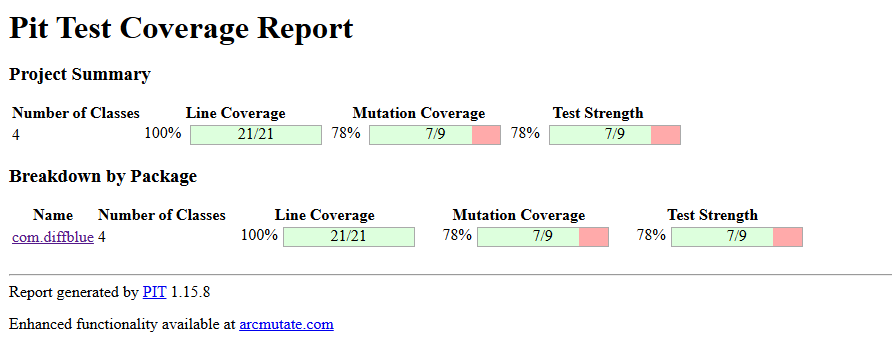 Pit Test Coverage Report
Project Summary
Number of Classes Line Coverage Mutation Coverage Test Strength
4 100% 21/21 78% 7/9 78% 7/9
Breakdown by Package
Name Number of Classes Line Coverage Mutation Coverage Test Strength
com.diffblue 4 100% 21/21 78% 7/9 78% 7/9
Report generated by PIT 1.15.8
Enhanced functionality available at arcmutate.com